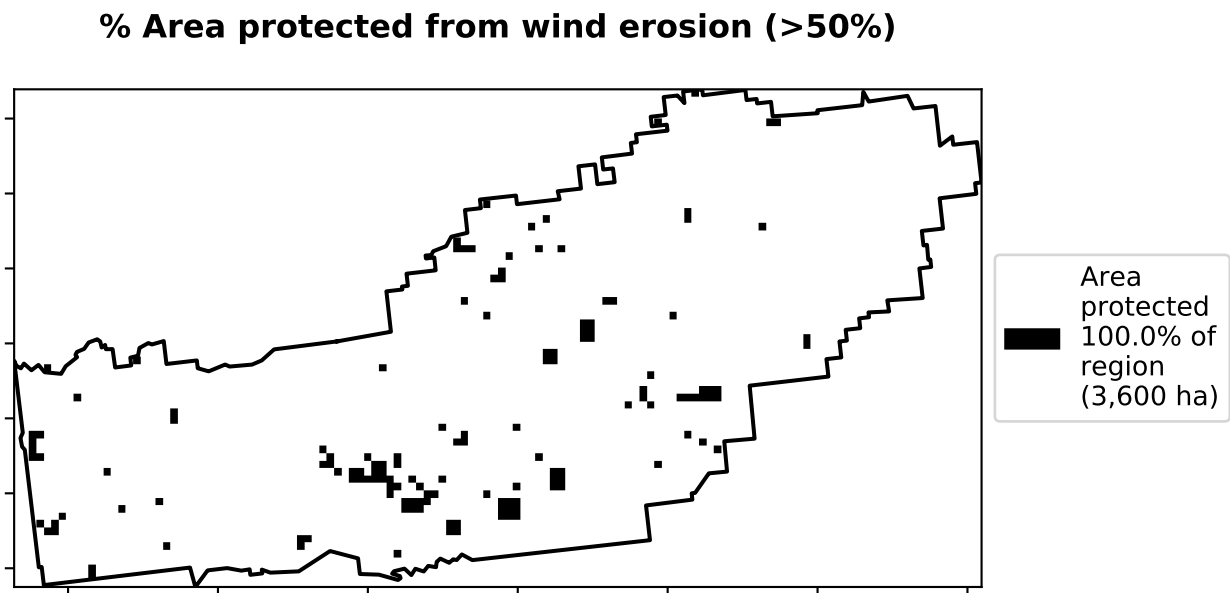 % Area protected from wind erosion (>50%)
Area
protected
100.0% of
region
(3,600 ha)